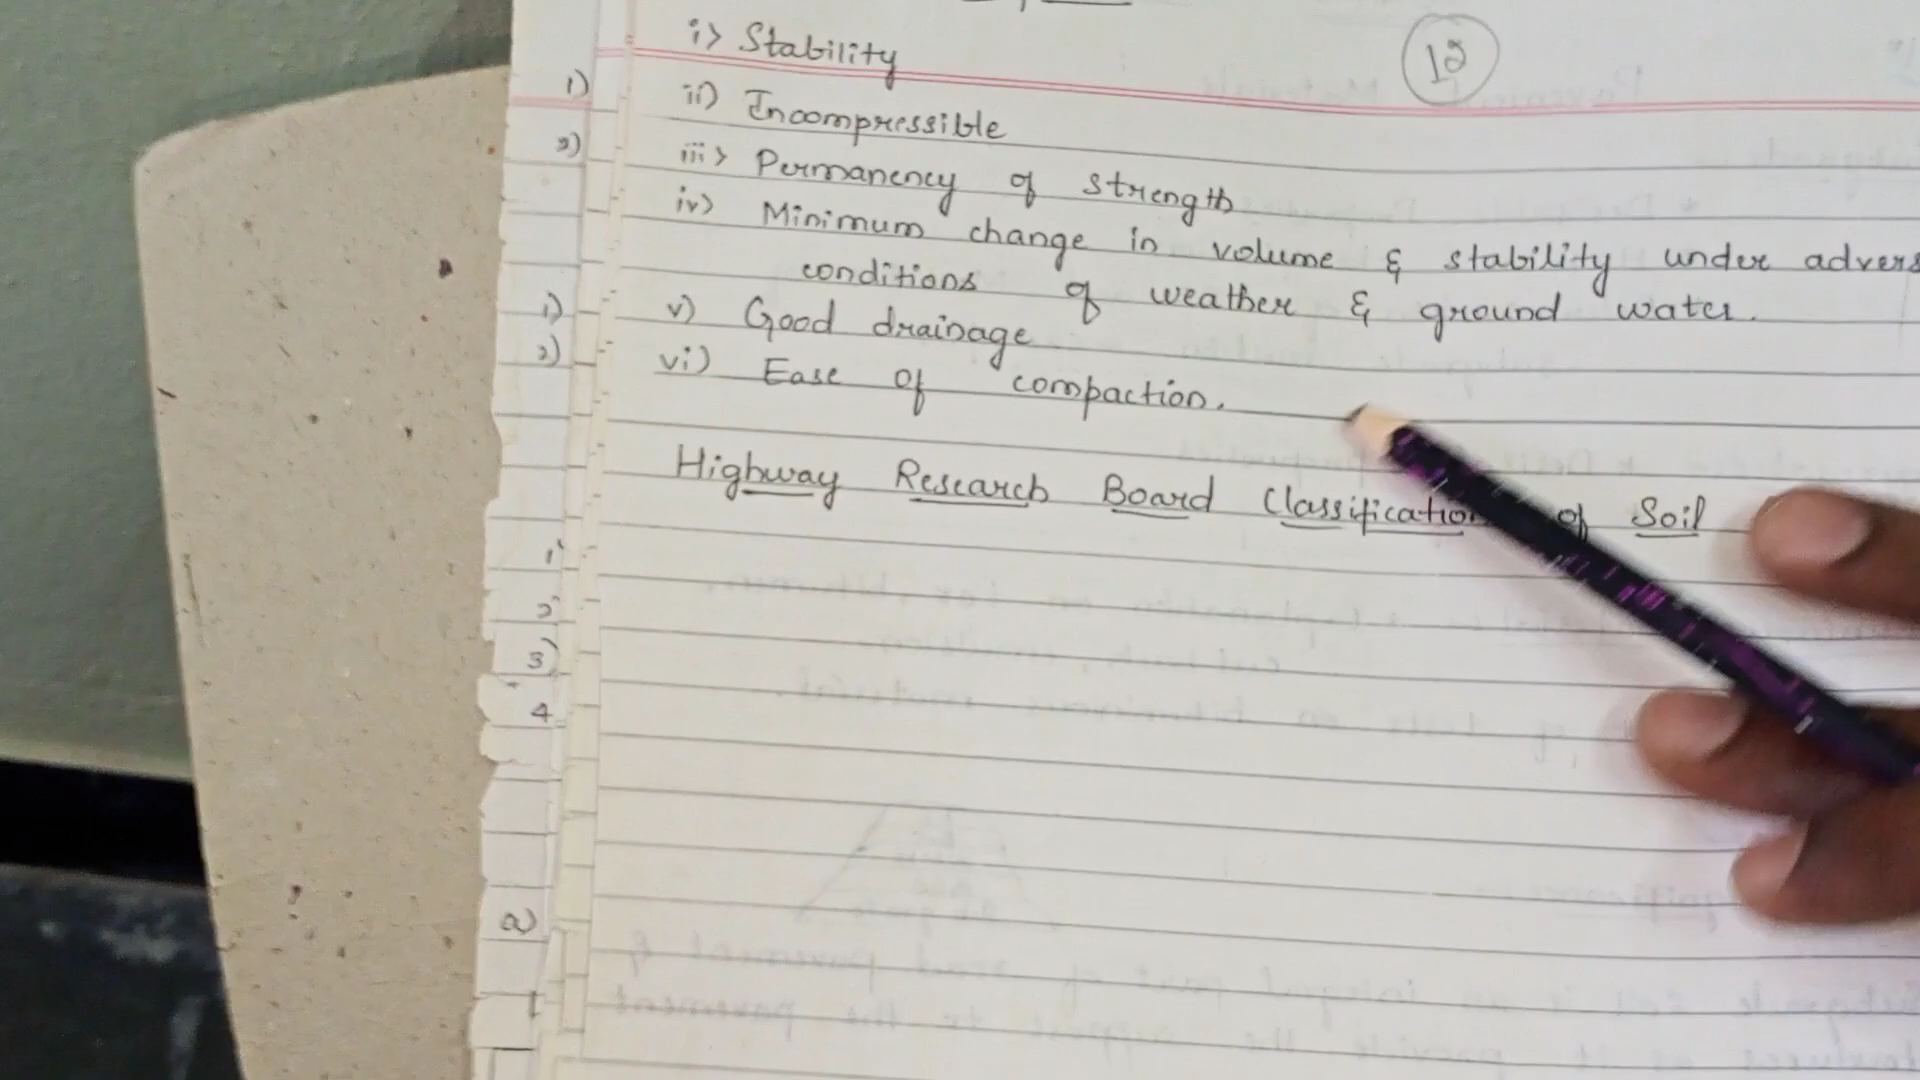 i) Stability
12
ii) Incompressible
iii) Permanency of strength
iv) Minimum change in volume & stability under advers
conditions of weather & ground water.
v) Good drainage
vi) Ease of compaction.
Highway Research Board Classification of Soil
1)
2)
1)
2)
1
2
3)
4
a)